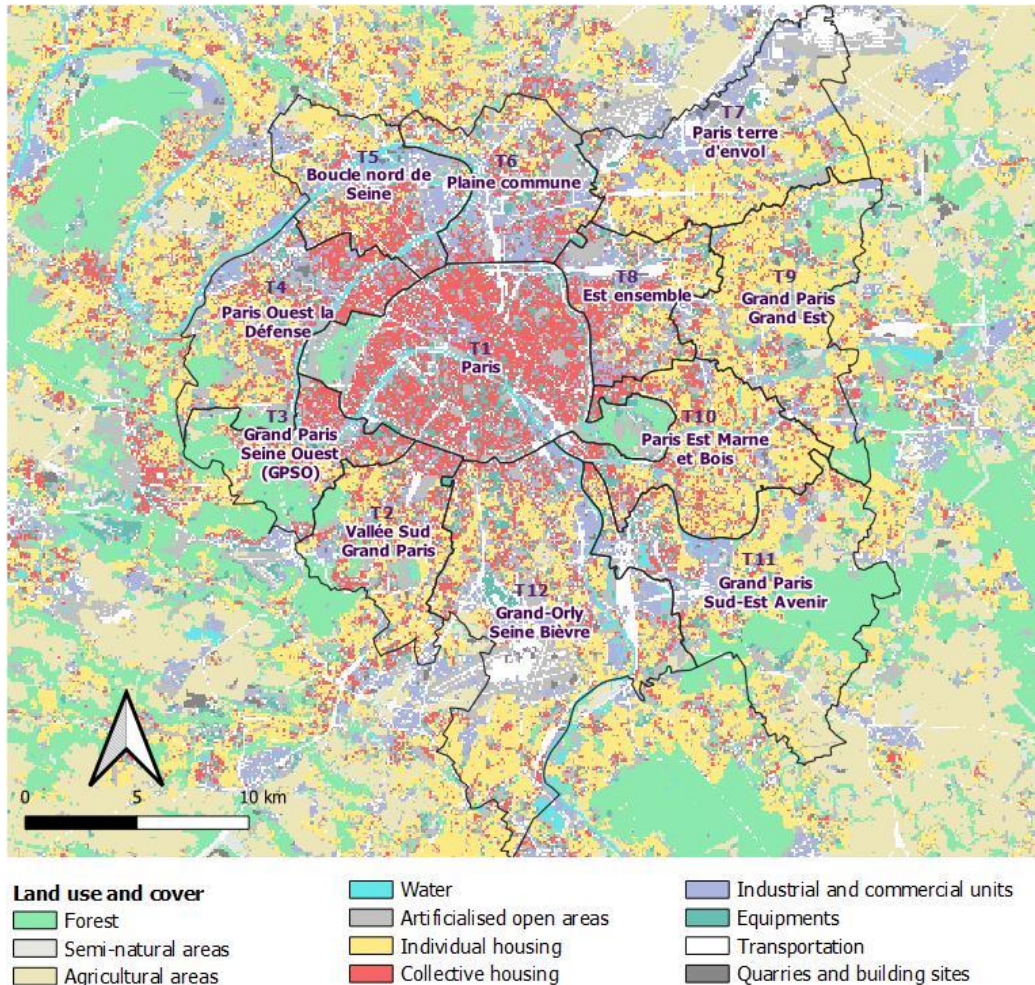 T7
Paris terre
d'envol
T5
Boucle nord de
Seine
T6
Plaine commune
T8
Est ensemble
T9
Grand Paris
Grand Est
T4
Paris Ouest la
Défense
T1
Paris
T3
Grand Paris
Seine Ouest
(GPSO)
T10
Paris Est Marne
et Bois
T2
Vallée Sud
Grand Paris
T11
Grand Paris
Sud-Est Avenir
T12
Grand-Orly
Seine Bièvre
0 5 10 km
Land use and cover
Forest
Semi-natural areas
Agricultural areas
Water
Artificialised open areas
Individual housing
Collective housing
Industrial and commercial units
Equipments
Transportation
Quarries and building sites